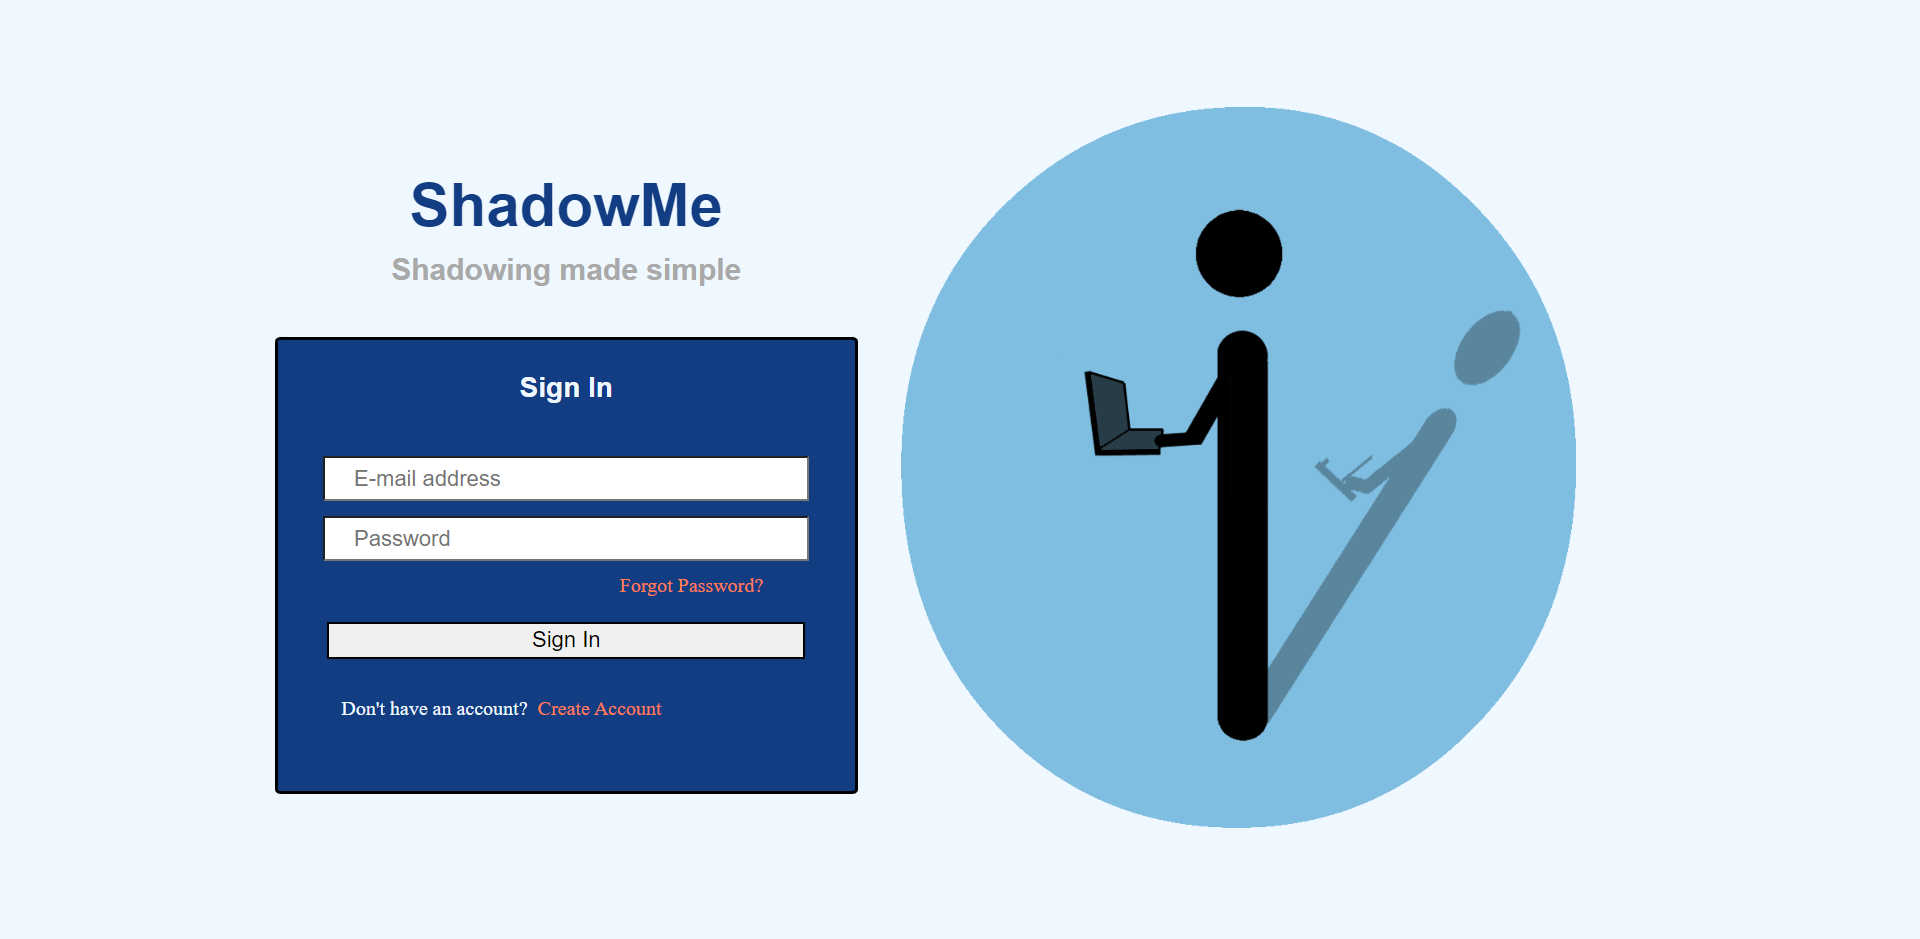 ShadowMe
Shadowing made simple
Sign In
E-mail address
Password
Forgot Password?
Sign In
Don't have an account? Create Account